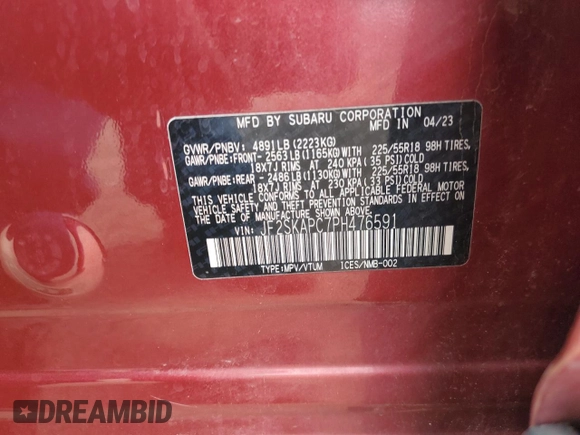 MFD BY SUBARU CORPORATION
MFD IN 04/23
GVWR/PNBV: 4891LB(2223KG)
GAWR/PNBE:FRONT- 2563LB(1165KG)WITH 225/55R18 98H TIRES,
18X7J RIMS AT 240 KPA( 35 PSI)COLD
GAWR/PNBE:REAR - 2486LB(1130KG)WITH 225/55R18 98H TIRES,
18X7J RIMS AT 230 KPA( 33 PSI)COLD
THIS VEHICLE CONFORMS TO ALL APPLICABLE FEDERAL MOTOR
VEHICLE SAFETY AND THEFT PREVENTION STANDARDS IN EFFECT ON
THE DATE OF MANUFACTURE SHOWN ABOVE.
VIN: JF2SKAPC7PH476591
TYPE:MPV/VTUM ICES/NMB-002
DREAMBID